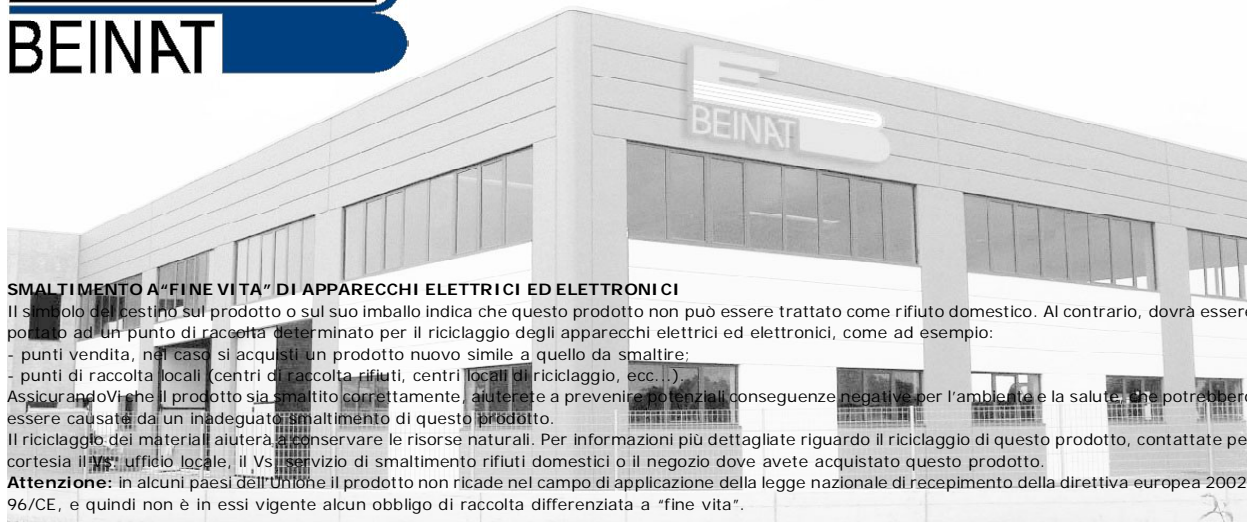 BEINAT
BEINAT
SMALTIMENTO A “FINE VITA” DI APPARECCHI ELETTRICI ED ELETTRONICI
Il simbolo del cestino sul prodotto o sul suo imballo indica che questo prodotto non può essere trattato come rifiuto domestico. Al contrario, dovrà essere
portato ad un punto di raccolta determinato per il riciclaggio degli apparecchi elettrici ed elettronici, come ad esempio:
- punti vendita, nel caso si acquisti un prodotto nuovo simile a quello da smaltire;
- punti di raccolta locali (centri di raccolta rifiuti, centri locali di riciclaggio, ecc...).
AssicurandoVi che il prodotto sia smaltito correttamente, aiuterete a prevenire potenziali conseguenze negative per l’ambiente e la salute, che potrebbero
essere causate da un inadeguato smaltimento di questo prodotto.
Il riciclaggio dei materiali aiuterà a conservare le risorse naturali. Per informazioni più dettagliate riguardo il riciclaggio di questo prodotto, contattate pe
cortesia il Vs. ufficio locale, il Vs. servizio di smaltimento rifiuti domestici o il negozio dove avete acquistato questo prodotto.
Attenzione: in alcuni paesi dell’Unione il prodotto non ricade nel campo di applicazione della legge nazionale di recepimento della direttiva europea 2002
96/CE, e quindi non è in essi vigente alcun obbligo di raccolta differenziata a “fine vita”.